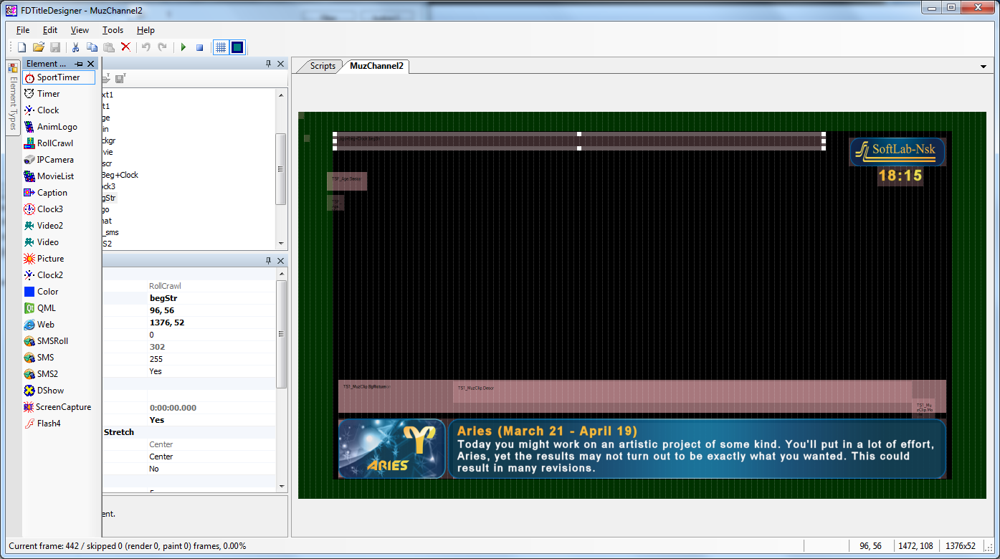 FDTitleDesigner - MuzChannel2
File Edit View Tools Help
Element ...
Element Types
SportTimer
Timer
Clock
AnimLogo
RollCrawl
IPCamera
MovieList
Caption
Clock3
Video2
Video
Picture
Clock2
Color
QML
Web
SMSRoll
SMS
SMS2
DShow
ScreenCapture
Flash4
xt1
t1
ge
in
ckgr
vie
scr
Beg+Clock
ock3
gStr
go
nat
_sms
S2
RollCrawl
begStr
96, 56
1376, 52
0
302
255
Yes
0:00:00.000
Yes
Stretch
Center
Center
No
ent.
Scripts MuzChannel2
SoftLab-Nsk
18:15
TS1_MuzClip.Descr
ARIES
Aries (March 21 - April 19)
Today you might work on an artistic project of some kind. You'll put in a lot of effort,
Aries, yet the results may not turn out to be exactly what you wanted. This could
result in many revisions.
Current frame: 442 / skipped 0 (render 0, paint 0) frames, 0.00%
96, 56 1472, 108 1376x52